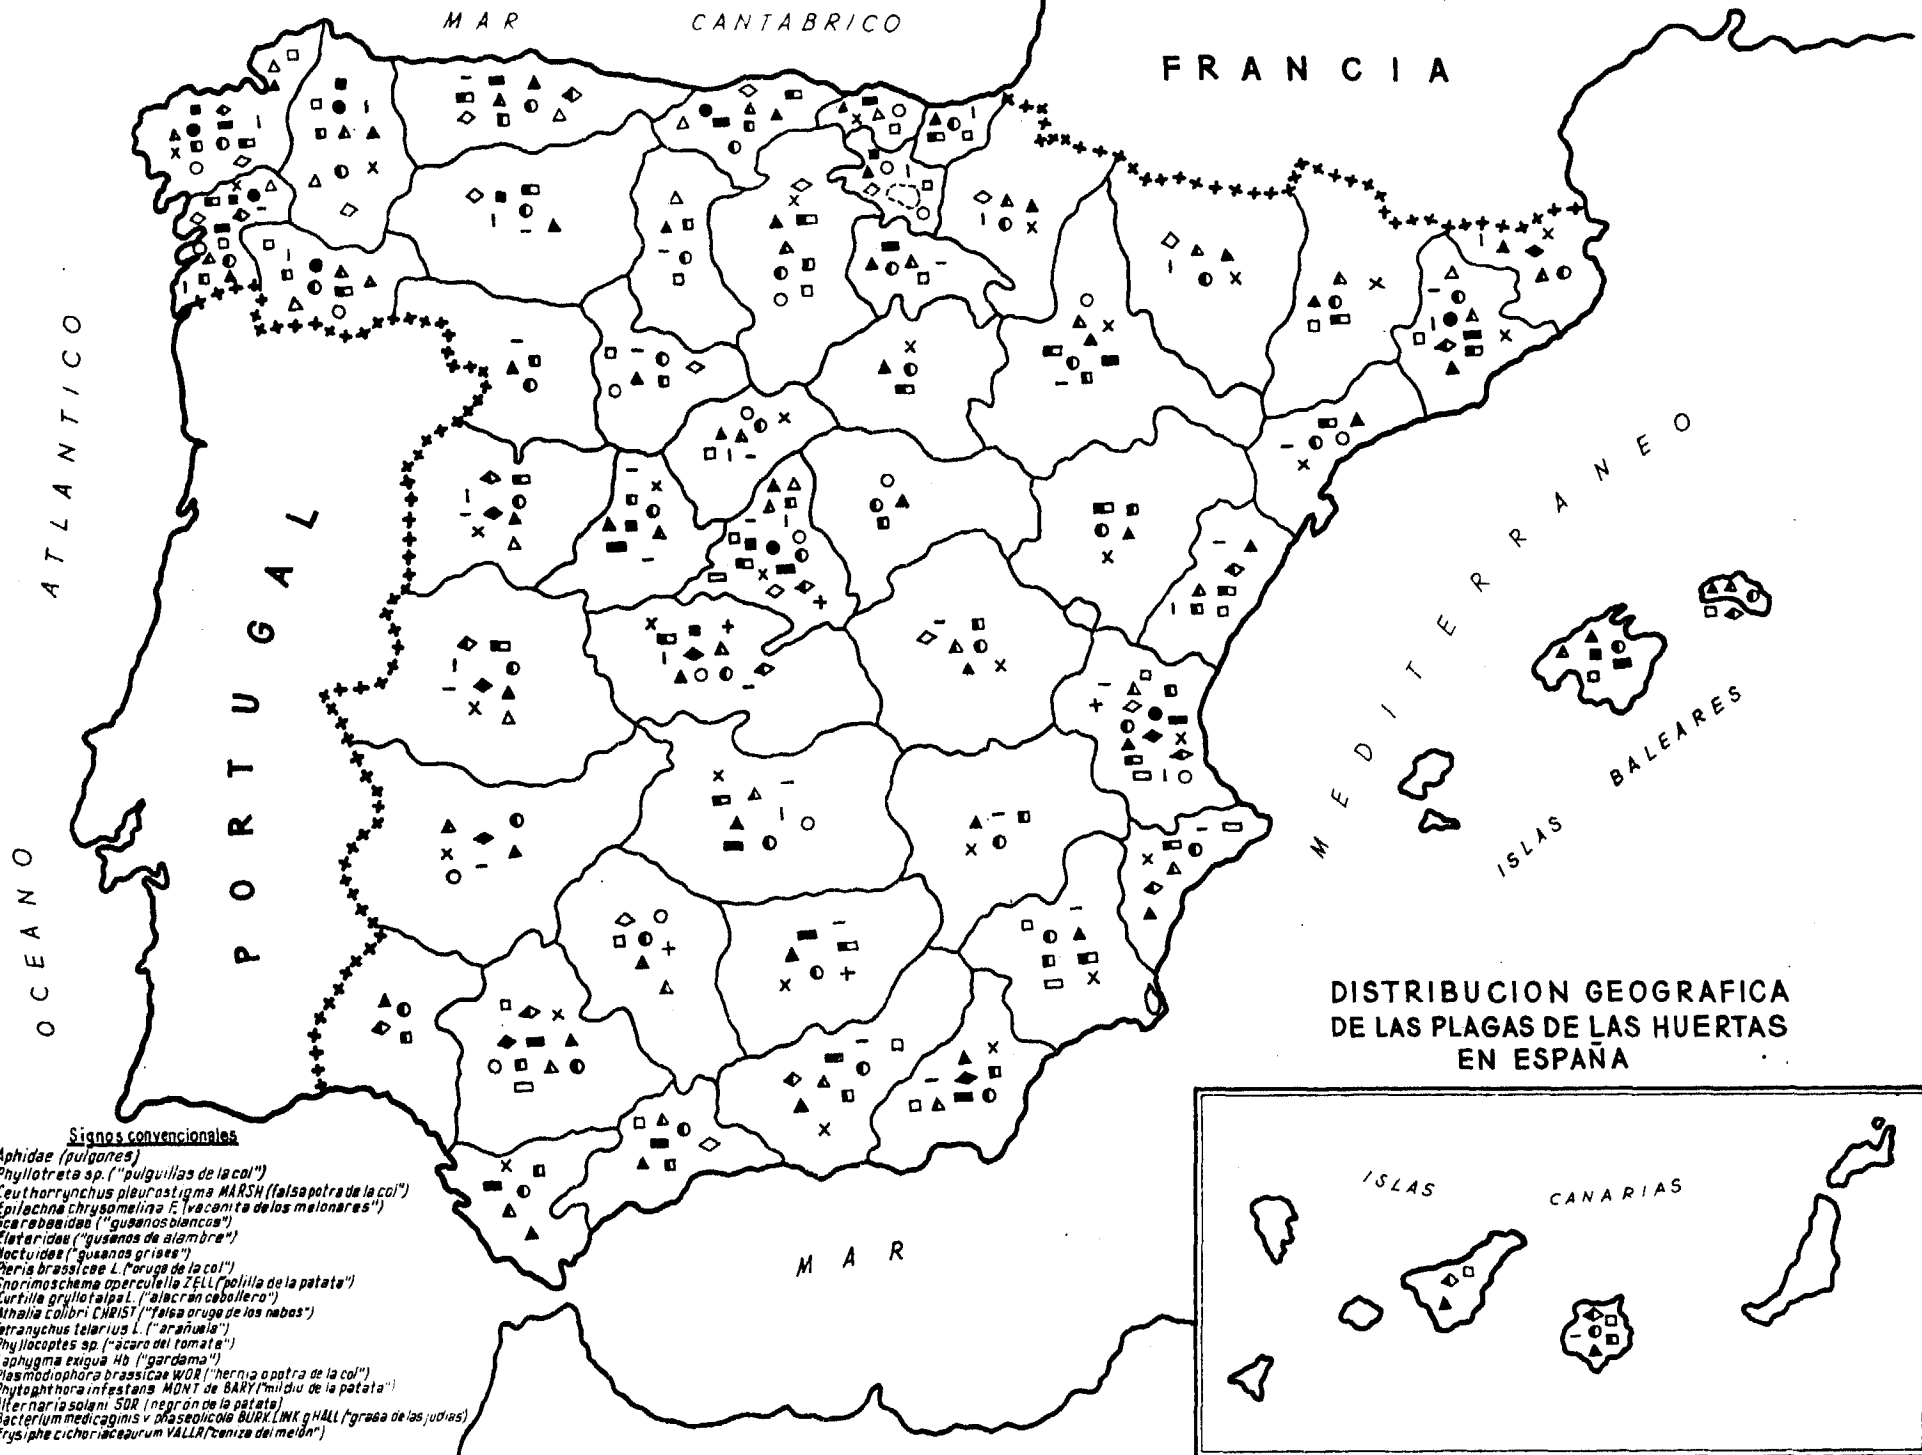 MAR CANTABRICO
FRANCIA
OCEANO ATLANTICO
PORTUGAL
MEDITERRANEO
ISLAS BALEARES
DISTRIBUCION GEOGRAFICA
DE LAS PLAGAS DE LAS HUERTAS
EN ESPAÑA
ISLAS CANARIAS
MAR
Signos convencionales
Aphidae (pulgones)
Phyllotreta sp. ("pulguillas de la col")
Ceuthorrynchus pleurostigma MARSH (falsa potra de la col")
Epilachna chrysomelina F. (vacanita de los melonares")
Scarabaeidae ("gusanos blancos")
Elateridae ("gusanos de alambre")
Noctuidae ("gusanos grises")
Pieris brassicae L. ("oruga de la col")
Gnorimoschema operculella ZELL ("polilla de la patata")
Curtilla gryllotalpa L. ("alacran cebollero")
Athalia colibri CHRIST ("falsa oruga de los nabos")
Tetranychus telarius L. ("arañuela")
Phyllocoptes sp. ("acaro del tomate")
Laphygma exigua Hb ("gardama")
Plasmodiophora brassicae WOR ("hernia o potra de la col")
Phytophthora infestans MONT de BARY ("mildiu de la patata")
Alternaria solani SOR (negrón de la patata)
Bacterium medicaginis v phaseolicola BURK LINK g HALL ("grasa de las judias)
Erysiphe cichoriacearum VALLR ("ceniza del melón")